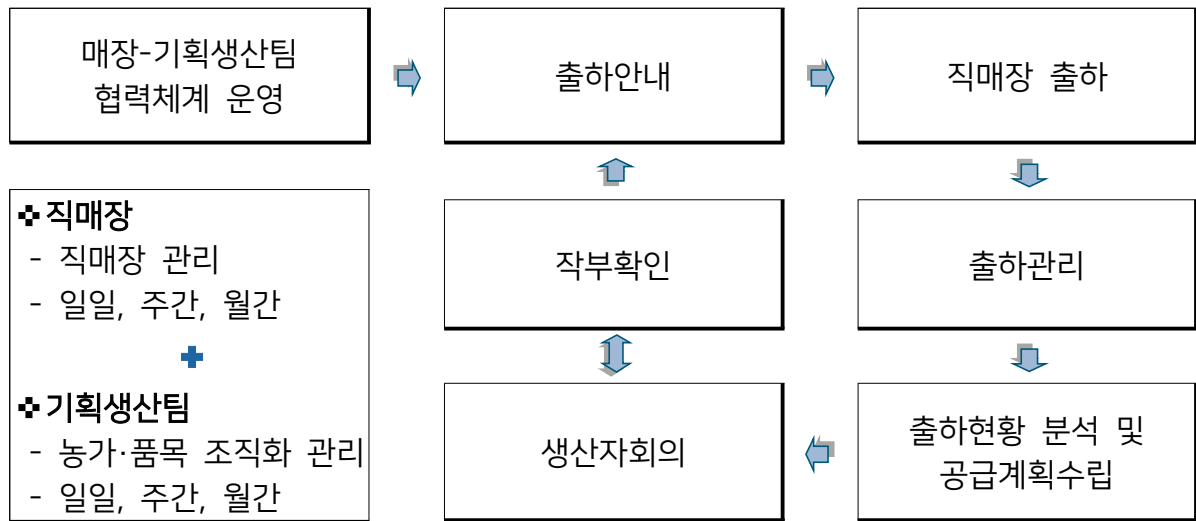 매장-기획생산팀
협력체계 운영
출하안내
직매장 출하
❖직매장
- 직매장 관리
- 일일, 주간, 월간
✚
❖기획생산팀
- 농가·품목 조직화 관리
- 일일, 주간, 월간
작부확인
출하관리
생산자회의
출하현황 분석 및
공급계획수립